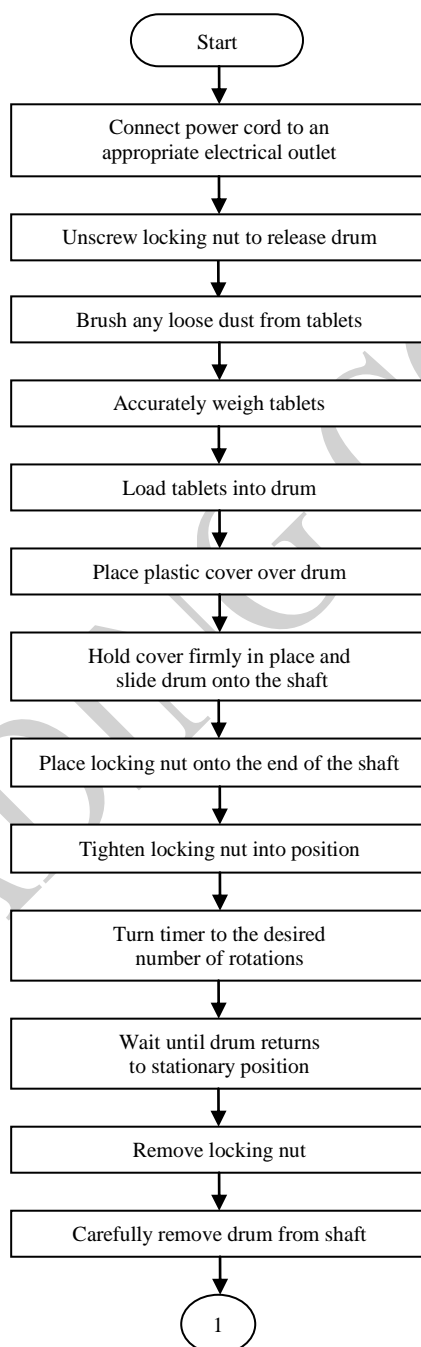 Start
Connect power cord to an
appropriate electrical outlet
Unscrew locking nut to release drum
Brush any loose dust from tablets
Accurately weigh tablets
Load tablets into drum
Place plastic cover over drum
Hold cover firmly in place and
slide drum onto the shaft
Place locking nut onto the end of the shaft
Tighten locking nut into position
Turn timer to the desired
number of rotations
Wait until drum returns
to stationary position
Remove locking nut
Carefully remove drum from shaft
1